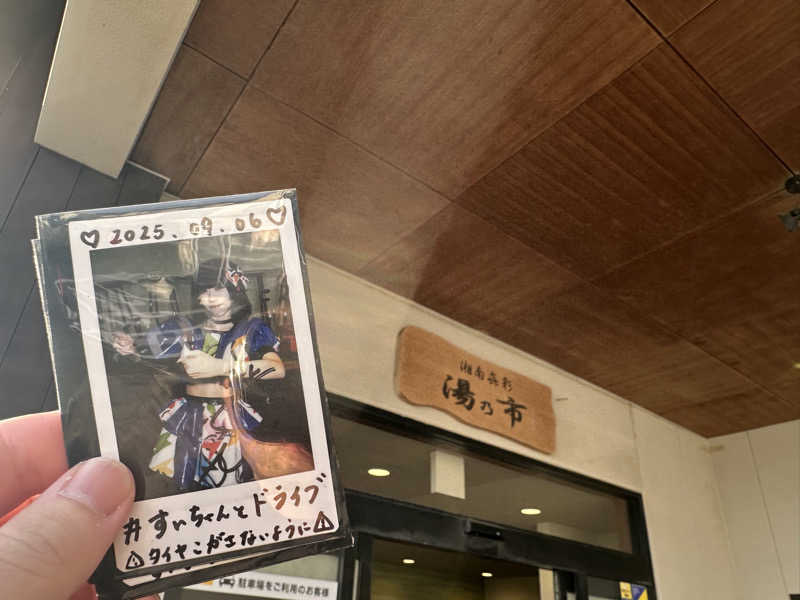 ♡2025.09.06♡
#すいちゃんとドライブ
⚠タイヤこがさないように⚠
湘南喜彩
湯乃市
駐車場をご利用のお客様